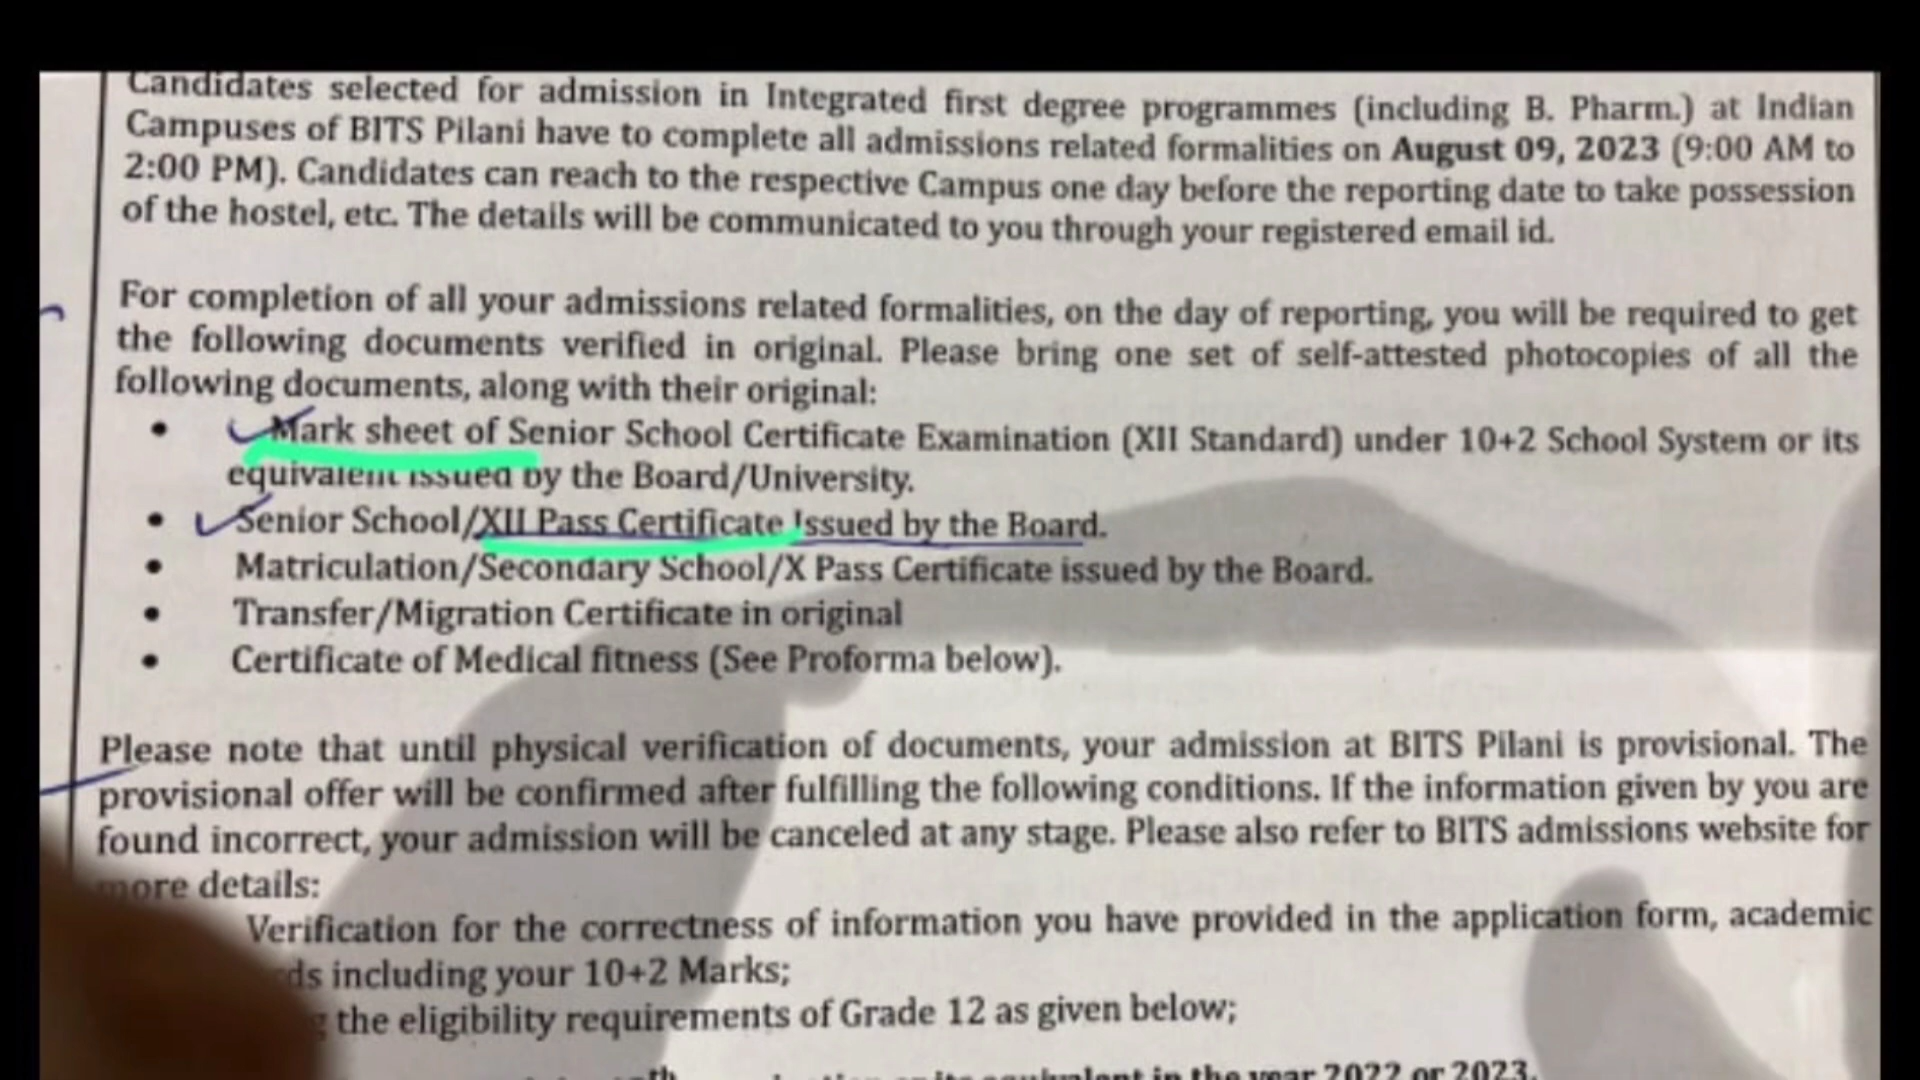 Candidates selected for admission in Integrated first degree programmes (including B. Pharm.) at Indian
Campuses of BITS Pilani have to complete all admissions related formalities on August 09, 2023 (9:00 AM to
2:00 PM). Candidates can reach to the respective Campus one day before the reporting date to take possession
of the hostel, etc. The details will be communicated to you through your registered email id.
For completion of all your admissions related formalities, on the day of reporting, you will be required to get
the following documents verified in original. Please bring one set of self-attested photocopies of all the
following documents, along with their original:
• Mark sheet of Senior School Certificate Examination (XII Standard) under 10+2 School System or its
equivalent issued by the Board/University.
• Senior School/XII Pass Certificate Issued by the Board.
• Matriculation/Secondary School/X Pass Certificate issued by the Board.
• Transfer/Migration Certificate in original
• Certificate of Medical fitness (See Proforma below).
Please note that until physical verification of documents, your admission at BITS Pilani is provisional. The
provisional offer will be confirmed after fulfilling the following conditions. If the information given by you are
found incorrect, your admission will be canceled at any stage. Please also refer to BITS admissions website for
more details:
Verification for the correctness of information you have provided in the application form, academic
including your 10+2 Marks;
the eligibility requirements of Grade 12 as given below;
equivalent in the year 2022 or 2023.